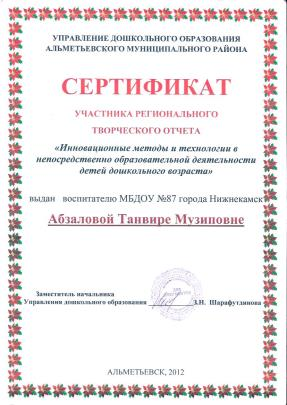 УПРАВЛЕНИЕ ДОШКОЛЬНОГО ОБРАЗОВАНИЯ
АЛЬМЕТЬЕВСКОГО МУНИЦИПАЛЬНОГО РАЙОНА
СЕРТИФИКАТ
УЧАСТНИКА РЕГИОНАЛЬНОГО
ТВОРЧЕСКОГО ОТЧЕТА
«Инновационные методы и технологии в
непосредственно образовательной деятельности
детей дошкольного возраста»
выдан воспитателю МБДОУ №87 города Нижнекамск
Абзаловой Танвире Музиповне
Заместитель начальника
Управления дошкольного образования З.Н. Шарафутдинова
АЛЬМЕТЬЕВСК, 2012